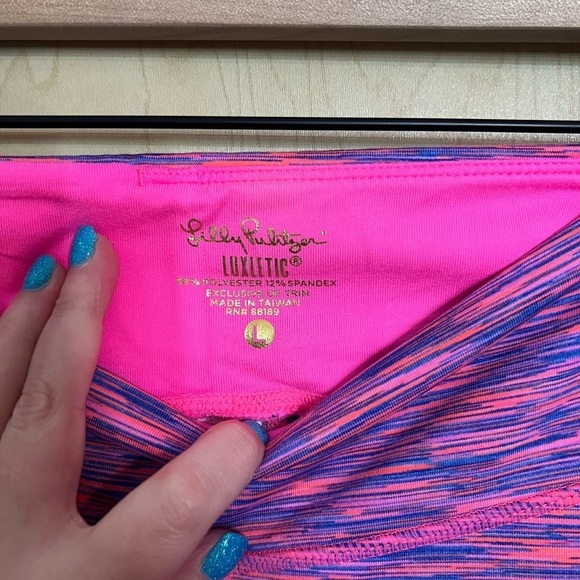 Lilly Pulitzer
LUXLETIC®
88% POLYESTER 12% SPANDEX
EXCLUSIVE OF TRIM
MADE IN TAIWAN
RN# 88189
L